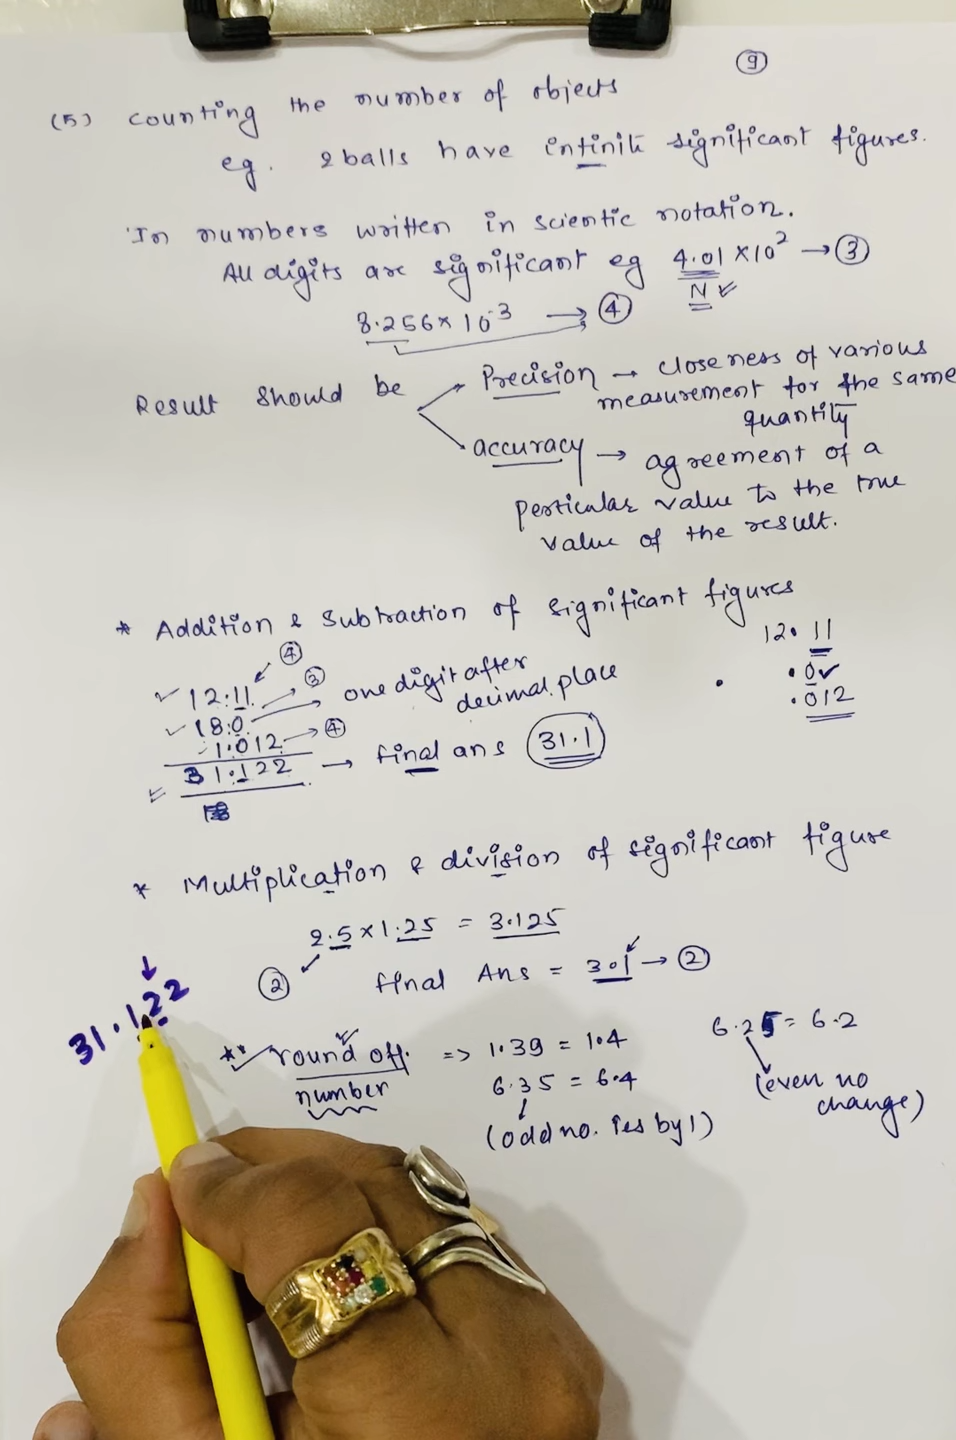 9
(5) counting the number of objects
eg. 2 balls have infinite significant figures.
In numbers written in scientic notation.
All digits are significant eg 4.01 × 10² → 3
N ✓
8.256 × 10⁻³ → 4
Result should be Precision → closeness of various
measurement for the same
quantity
accuracy → agreement of a
perticular value to the true
value of the result.
* Addition & subtraction of significant figures
12.11 4
18.0 3 one digit after
decimal place
1.012 → 4
31.122 → final ans 31.1
12.11
.0 ✓
.012
* Multiplication & division of significant figure
2.5 × 1.25 = 3.125
2 final Ans = 3.1 → 2
31.122
** round off. => 1.39 = 1.4
number
6.35 = 6.4
(odd no. ies by 1)
6.25 = 6.2
(even no
change)